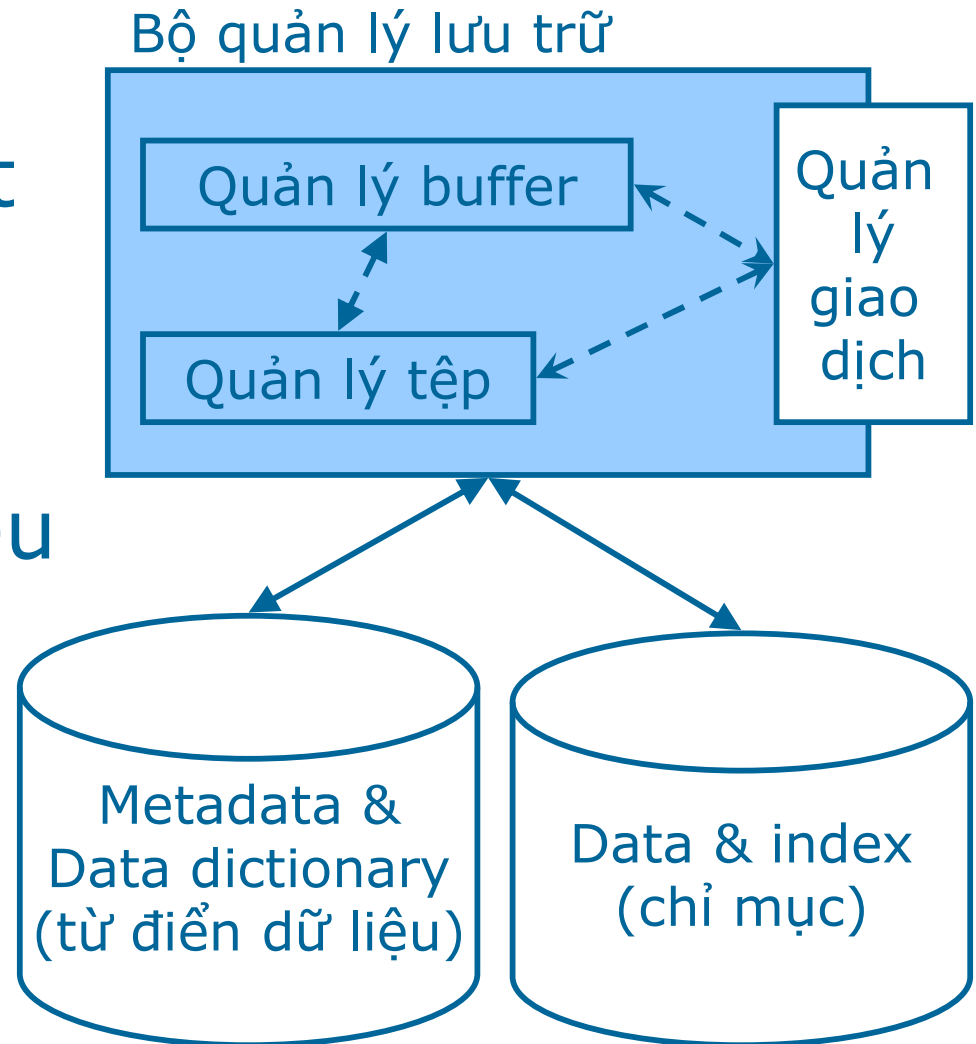 Bộ quản lý lưu trữ
Quản lý buffer
Quản lý tệp
Quản
lý
giao
dịch
Metadata &
Data dictionary
(từ điển dữ liệu)
Data & index
(chỉ mục)